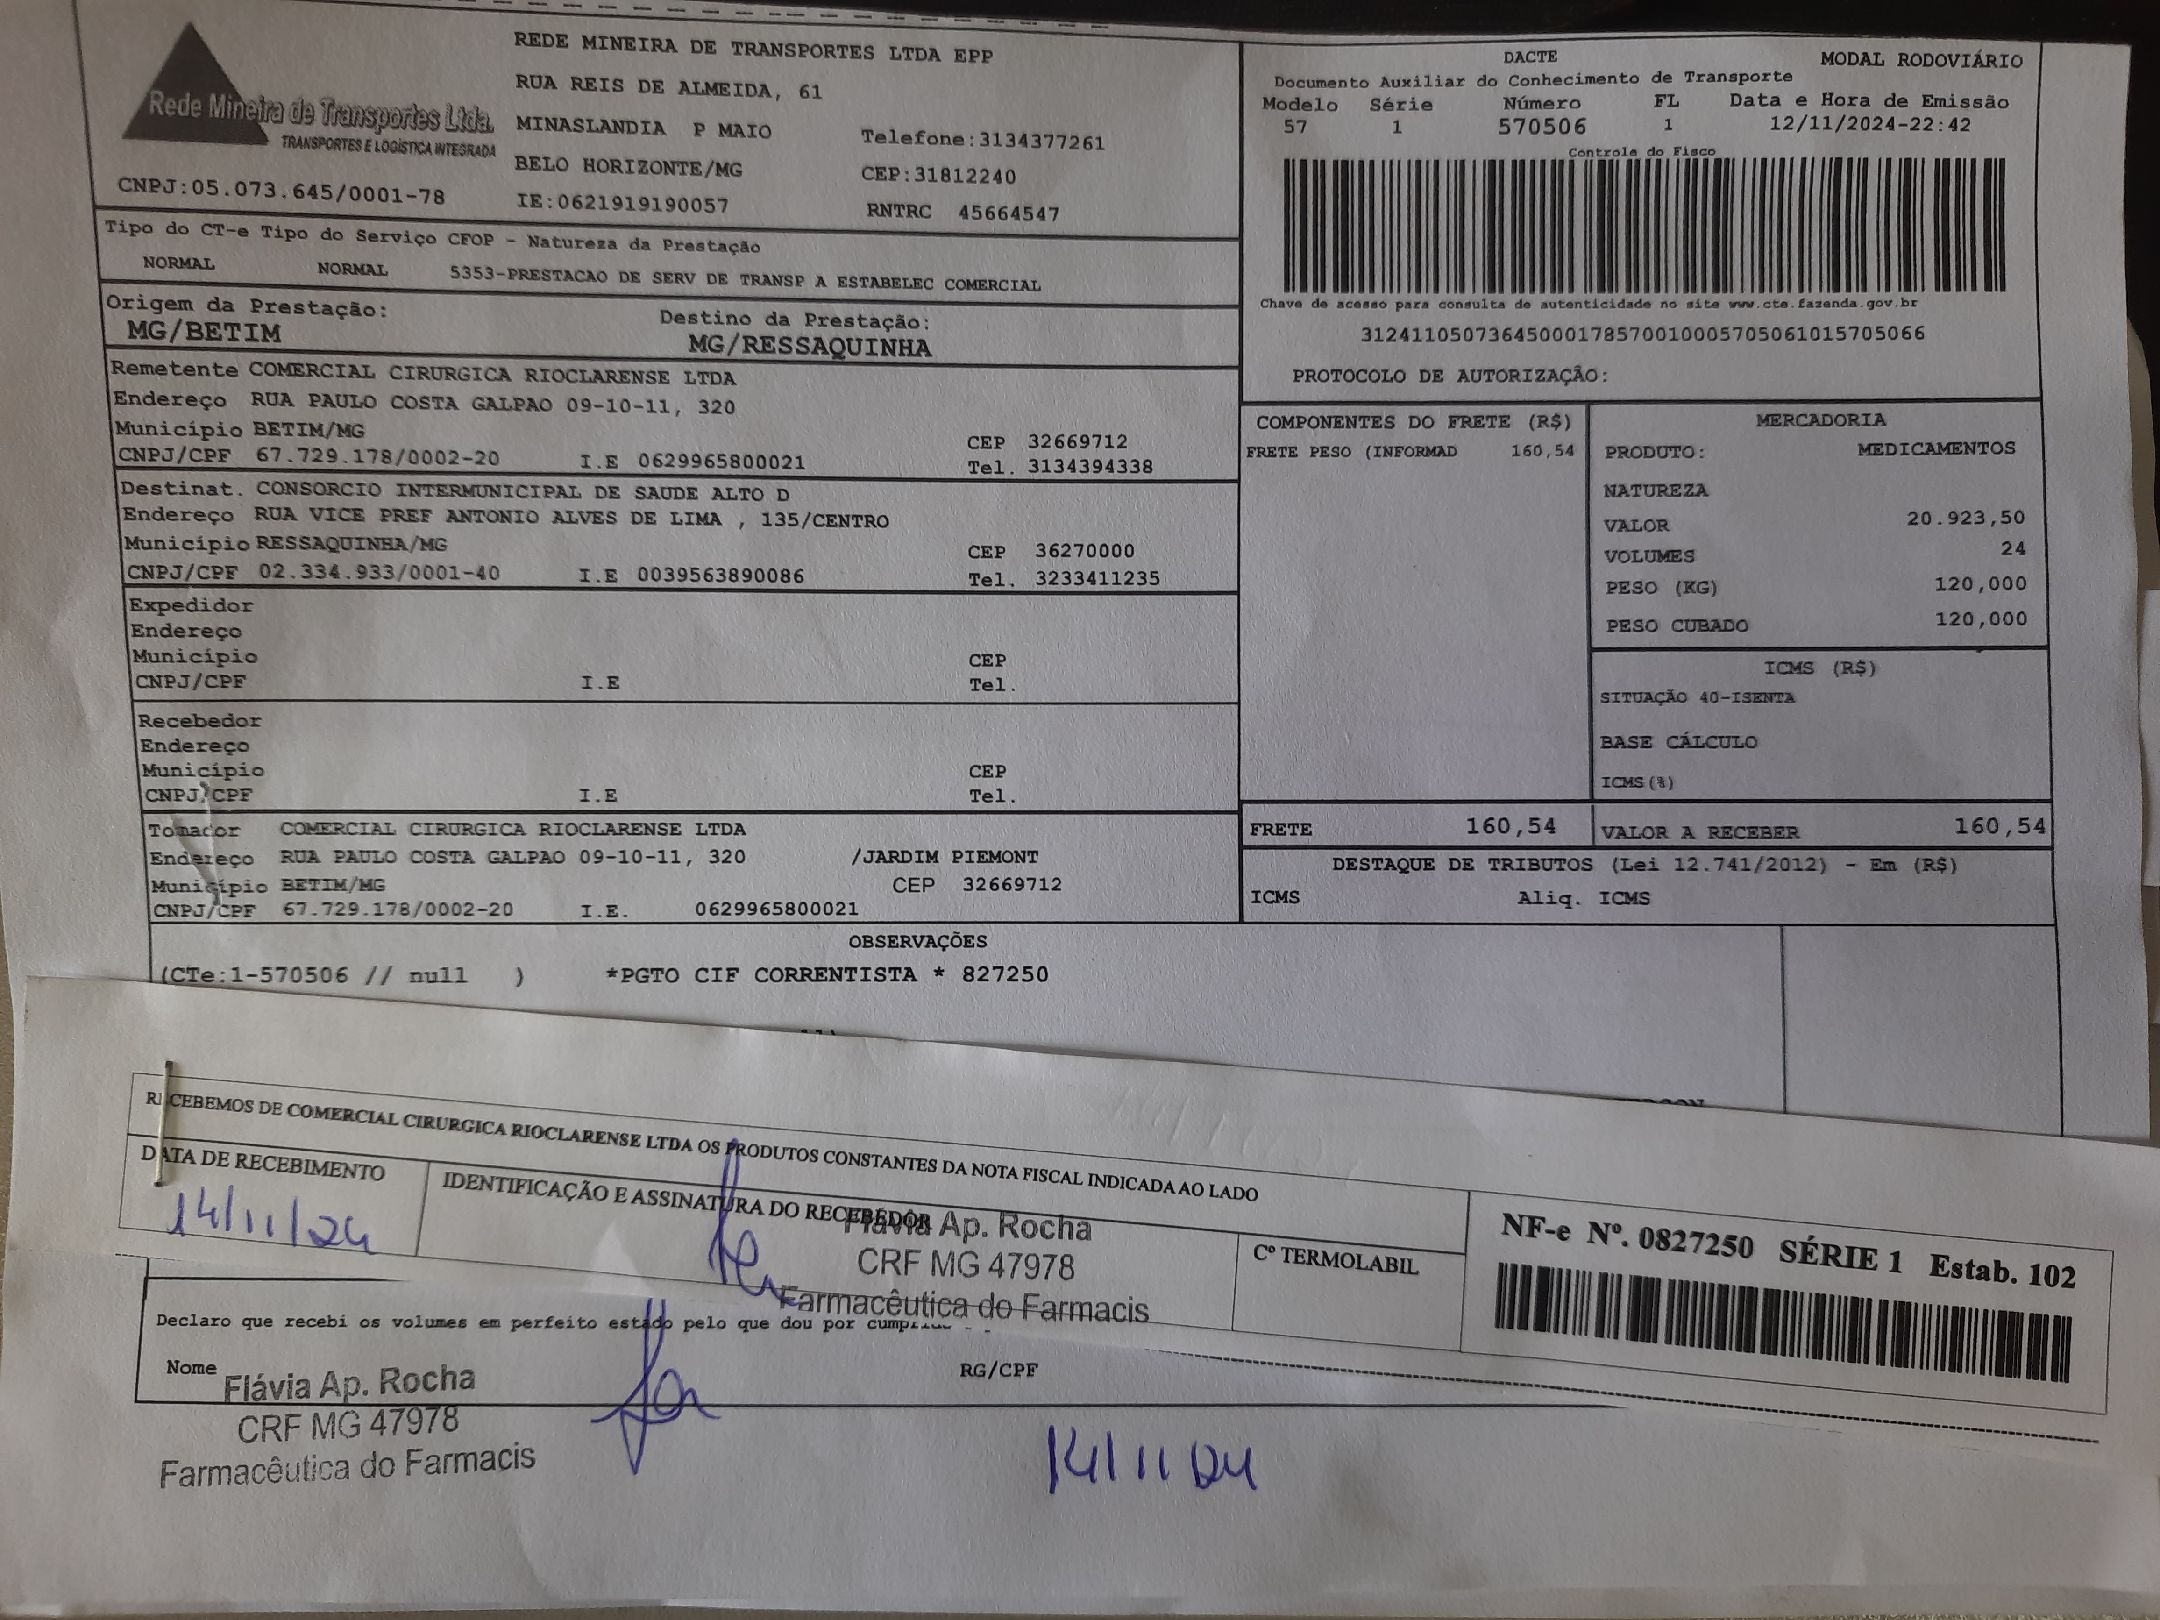 Rede Mineira de Transportes Ltda.
TRANSPORTES E LOGÍSTICA INTEGRADA
CNPJ:05.073.645/0001-78
REDE MINEIRA DE TRANSPORTES LTDA EPP
RUA REIS DE ALMEIDA, 61
MINASLANDIA P MAIO Telefone:3134377261
BELO HORIZONTE/MG CEP:31812240
IE:0621919190057 RNTRC 45664547
DACTE MODAL RODOVIÁRIO
Documento Auxiliar do Conhecimento de Transporte
Modelo Série Número FL Data e Hora de Emissão
57 1 570506 1 12/11/2024-22:42
Controle do Fisco
Chave de acesso para consulta de autenticidade no site www.cte.fazenda.gov.br
31241105073645000178570010005705061015705066
PROTOCOLO DE AUTORIZAÇÃO:
Tipo do CT-e Tipo do Serviço CFOP - Natureza da Prestação
NORMAL NORMAL 5353-PRESTACAO DE SERV DE TRANSP A ESTABELEC COMERCIAL
Origem da Prestação: Destino da Prestação:
MG/BETIM MG/RESSAQUINHA
Remetente COMERCIAL CIRURGICA RIOCLARENSE LTDA
Endereço RUA PAULO COSTA GALPAO 09-10-11, 320
Município BETIM/MG CEP 32669712
CNPJ/CPF 67.729.178/0002-20 I.E 0629965800021 Tel. 3134394338
Destinat. CONSORCIO INTERMUNICIPAL DE SAUDE ALTO D
Endereço RUA VICE PREF ANTONIO ALVES DE LIMA , 135/CENTRO
Município RESSAQUINHA/MG CEP 36270000
CNPJ/CPF 02.334.933/0001-40 I.E 0039563890086 Tel. 3233411235
Expedidor
Endereço
Município CEP
CNPJ/CPF I.E Tel.
Recebedor
Endereço
Município CEP
CNPJ/CPF I.E Tel.
Tomador COMERCIAL CIRURGICA RIOCLARENSE LTDA
Endereço RUA PAULO COSTA GALPAO 09-10-11, 320 /JARDIM PIEMONT
Município BETIM/MG CEP 32669712
CNPJ/CPF 67.729.178/0002-20 I.E. 0629965800021
COMPONENTES DO FRETE (R$)
FRETE PESO (INFORMAD 160,54
MERCADORIA
PRODUTO: MEDICAMENTOS
NATUREZA
VALOR 20.923,50
VOLUMES 24
PESO (KG) 120,000
PESO CUBADO 120,000
ICMS (R$)
SITUAÇÃO 40-ISENTA
BASE CÁLCULO
ICMS(%)
FRETE 160,54 VALOR A RECEBER 160,54
DESTAQUE DE TRIBUTOS (Lei 12.741/2012) - Em (R$)
ICMS Aliq. ICMS
OBSERVAÇÕES
(CTe:1-570506 // null ) *PGTO CIF CORRENTISTA * 827250
RECEBEMOS DE COMERCIAL CIRURGICA RIOCLARENSE LTDA OS PRODUTOS CONSTANTES DA NOTA FISCAL INDICADA AO LADO
DATA DE RECEBIMENTO IDENTIFICAÇÃO E ASSINATURA DO RECEBEDOR
14/11/24
Flávia Ap. Rocha
CRF MG 47978
Farmacêutica do Farmacis
Cº TERMOLABIL
NF-e Nº. 0827250 SÉRIE 1 Estab. 102
Declaro que recebi os volumes em perfeito estado pelo que dou por
Nome RG/CPF
Flávia Ap. Rocha
CRF MG 47978
Farmacêutica do Farmacis
14/11/24